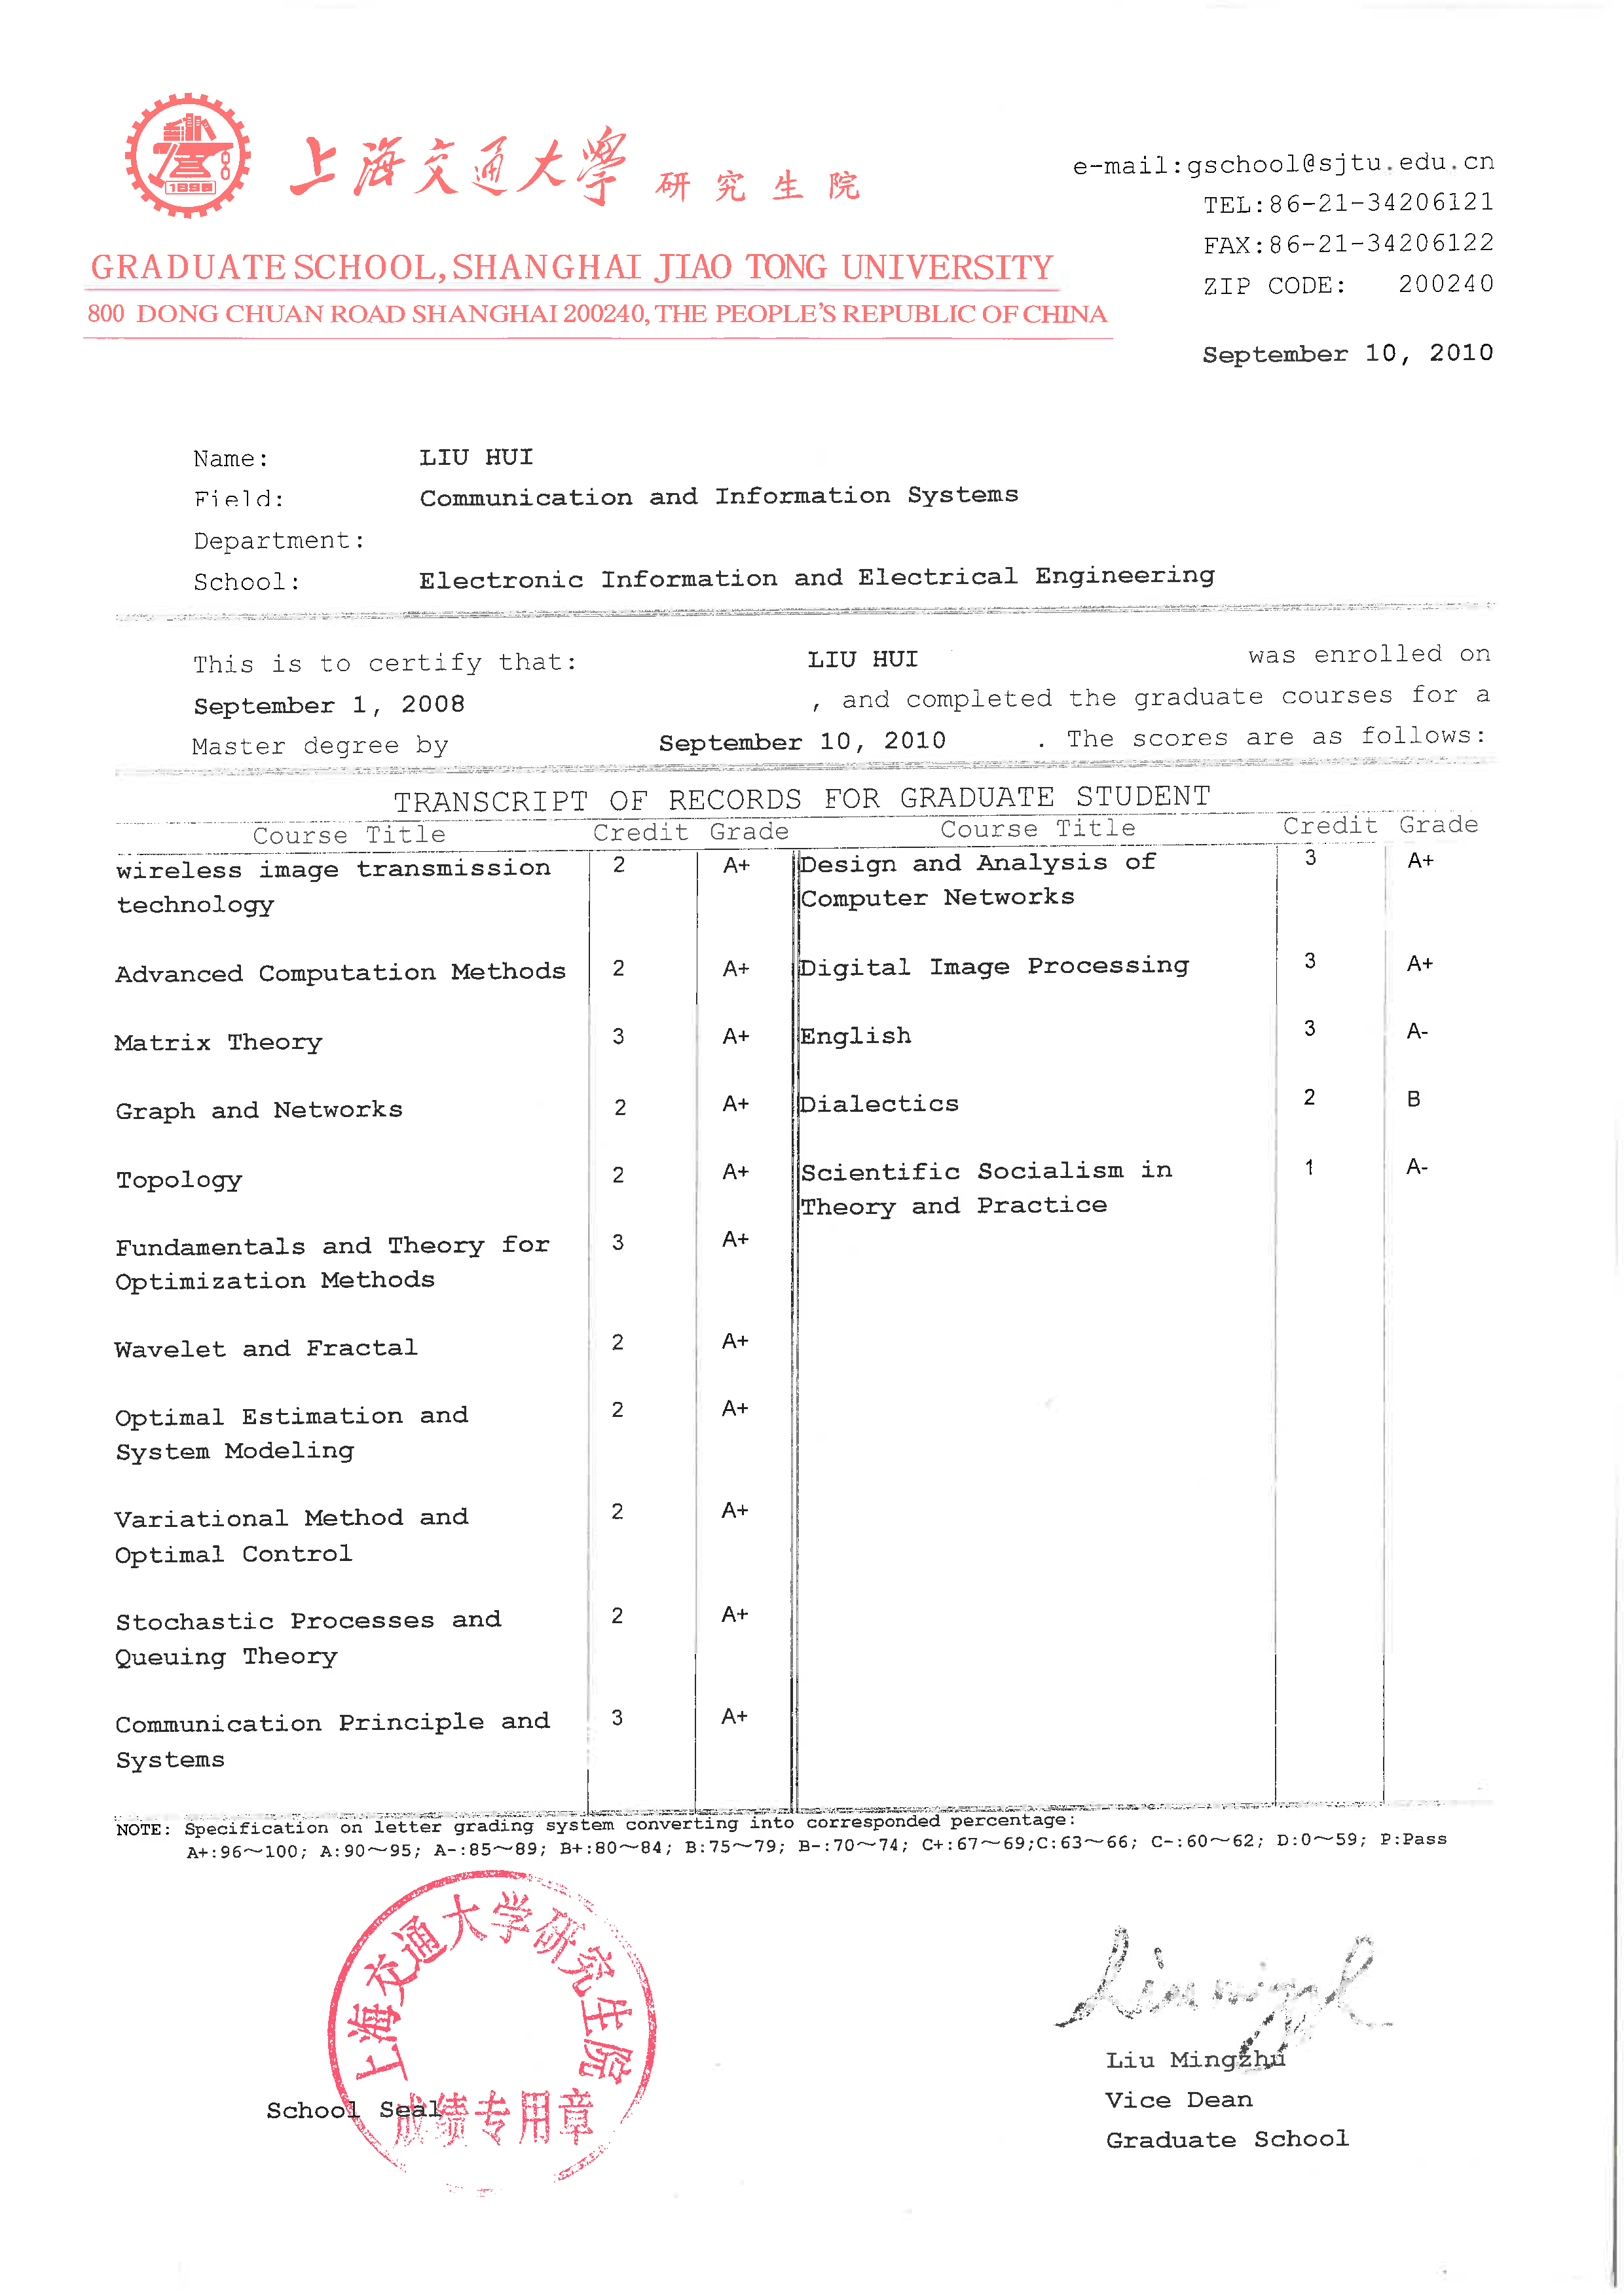 1896
上海交通大學 研究生院
GRADUATE SCHOOL, SHANGHAI JIAO TONG UNIVERSITY
800 DONG CHUAN ROAD SHANGHAI 200240, THE PEOPLE'S REPUBLIC OF CHINA
e-mail:gschool@sjtu.edu.cn
TEL:86-21-34206121
FAX:86-21-34206122
ZIP CODE: 200240
September 10, 2010
Name: LIU HUI
Field: Communication and Information Systems
Department:
School: Electronic Information and Electrical Engineering
This is to certify that: LIU HUI was enrolled on
September 1, 2008 , and completed the graduate courses for a
Master degree by September 10, 2010 . The scores are as follows:
TRANSCRIPT OF RECORDS FOR GRADUATE STUDENT
Course Title Credit Grade Course Title Credit Grade
wireless image transmission 2 A+
technology
Advanced Computation Methods 2 A+
Matrix Theory 3 A+
Graph and Networks 2 A+
Topology 2 A+
Fundamentals and Theory for 3 A+
Optimization Methods
Wavelet and Fractal 2 A+
Optimal Estimation and 2 A+
System Modeling
Variational Method and 2 A+
Optimal Control
Stochastic Processes and 2 A+
Queuing Theory
Communication Principle and 3 A+
Systems
Design and Analysis of 3 A+
Computer Networks
Digital Image Processing 3 A+
English 3 A-
Dialectics 2 B
Scientific Socialism in 1 A-
Theory and Practice
NOTE: Specification on letter grading system converting into corresponded percentage:
A+:96~100; A:90~95; A-:85~89; B+:80~84; B:75~79; B-:70~74; C+:67~69;C:63~66; C-:60~62; D:0~59; P:Pass
上海交通大学研究生院
成绩专用章
School Seal
Liu Mingzhu
Vice Dean
Graduate School